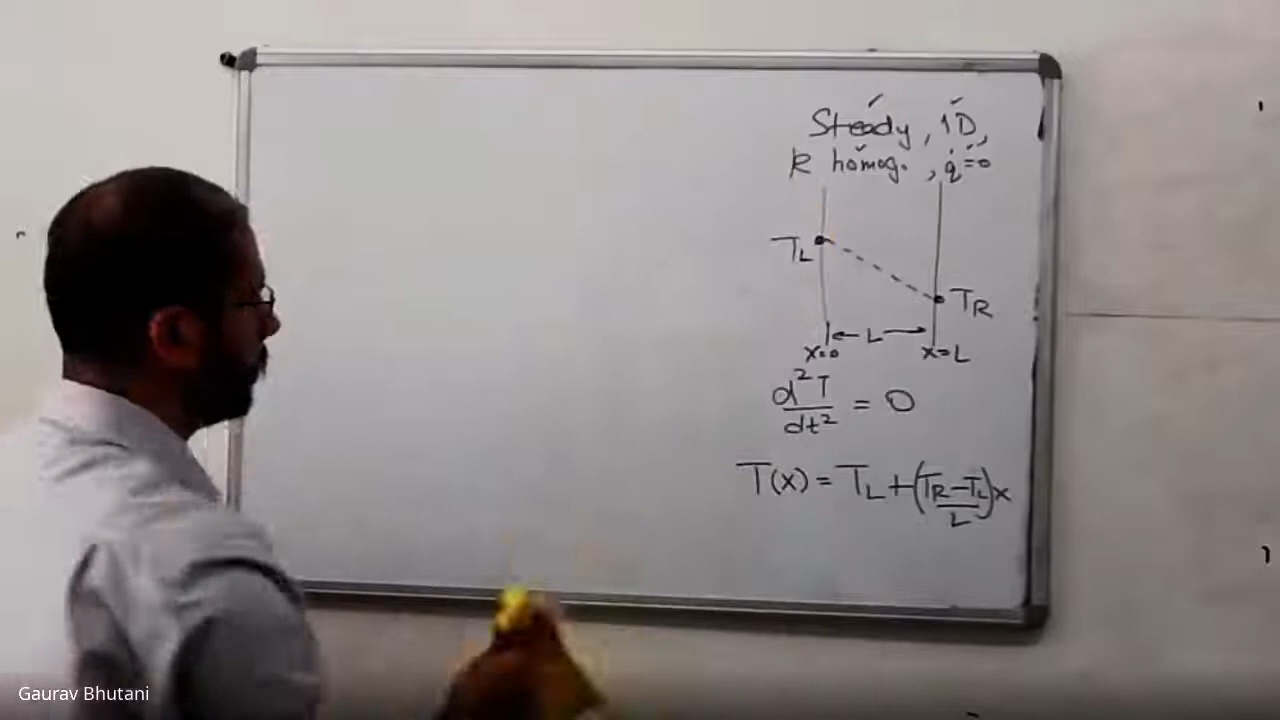 Steady, 1D,
k homog., q̇=0
T_L
T_R
L
x=0
x=L
d²T/dt² = 0
T(x) = T_L + (T_R-T_L/L)x
Gaurav Bhutani